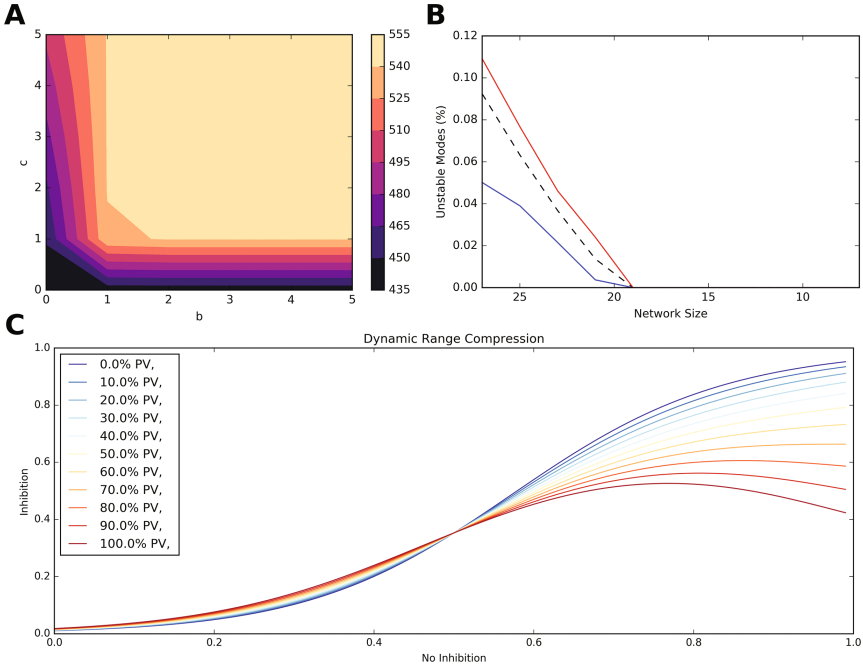 A
B
5
4
3
2
1
0
c
0
1
2
3
4
5
b
555
540
525
510
495
480
465
450
435
0.12
0.10
0.08
0.06
0.04
0.02
0.00
Unstable Modes (%)
25
20
15
10
Network Size
C
Dynamic Range Compression
1.0
0.8
0.6
0.4
0.2
0.0
Inhibition
0.0% PV,
10.0% PV,
20.0% PV,
30.0% PV,
40.0% PV,
50.0% PV,
60.0% PV,
70.0% PV,
80.0% PV,
90.0% PV,
100.0% PV,
0.0
0.2
0.4
0.6
0.8
1.0
No Inhibition